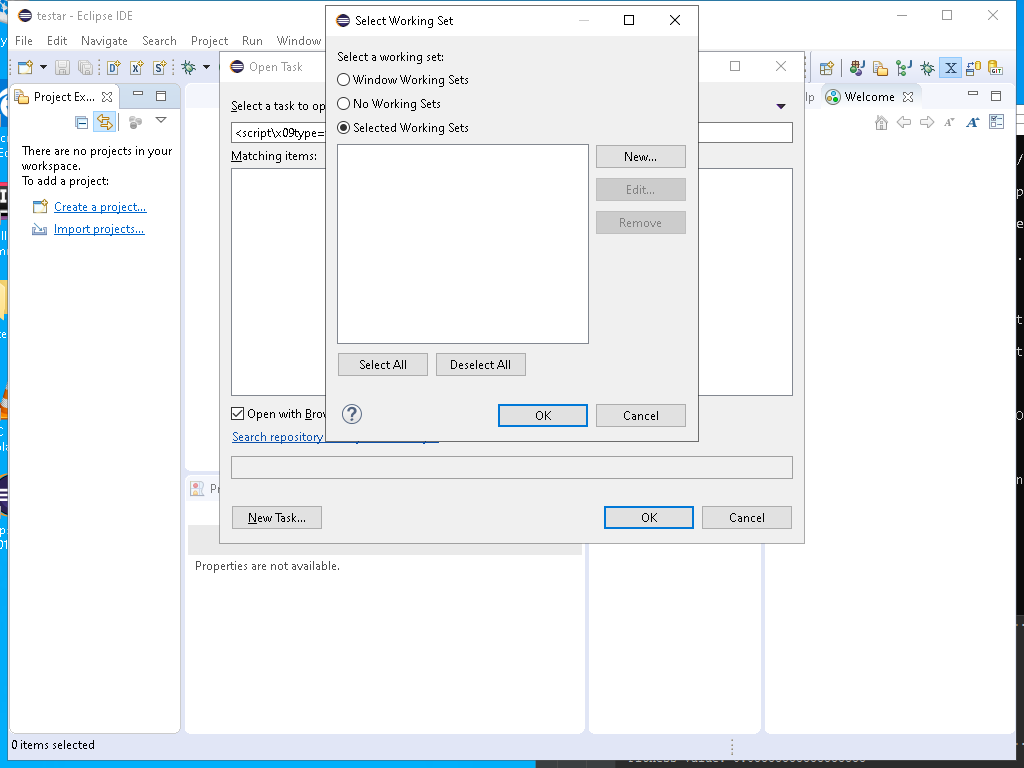 testar - Eclipse IDE
File Edit Navigate Search Project Run Window
Select Working Set
Select a working set:
Window Working Sets
No Working Sets
Selected Working Sets
New...
Edit...
Remove
Select All
Deselect All
OK
Cancel
Open Task
Select a task to op
<script\x09type=
Matching items:
Open with Brow
Search repository
New Task...
OK
Cancel
Project Ex...
There are no projects in your
workspace.
To add a project:
Create a project...
Import projects...
Welcome
Properties are not available.
0 items selected